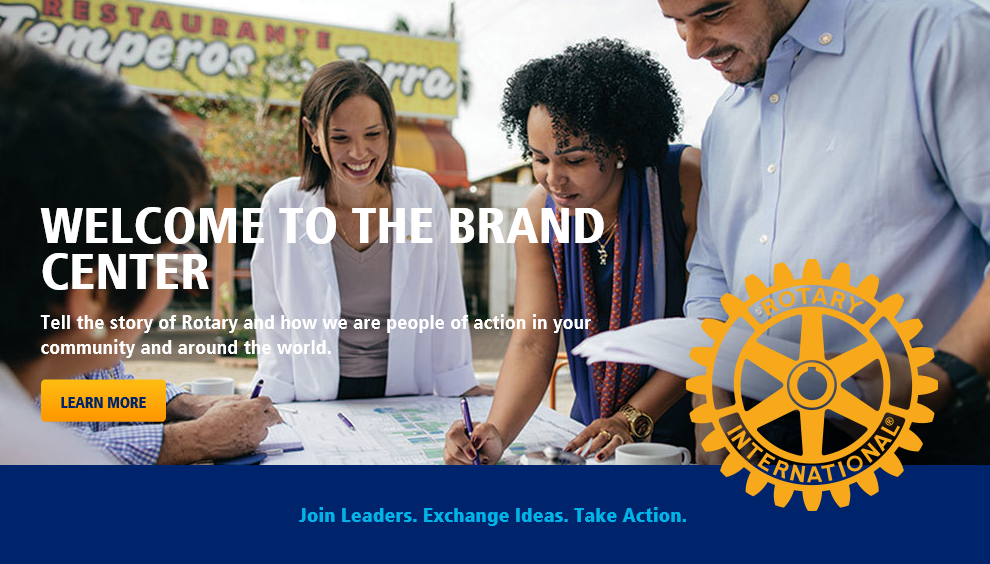 RESTAURANTE
Temperos da Terra
WELCOME TO THE BRAND
CENTER
Tell the story of Rotary and how we are people of action in your
community and around the world.
LEARN MORE
ROTARY
INTERNATIONAL®
Join Leaders. Exchange Ideas. Take Action.